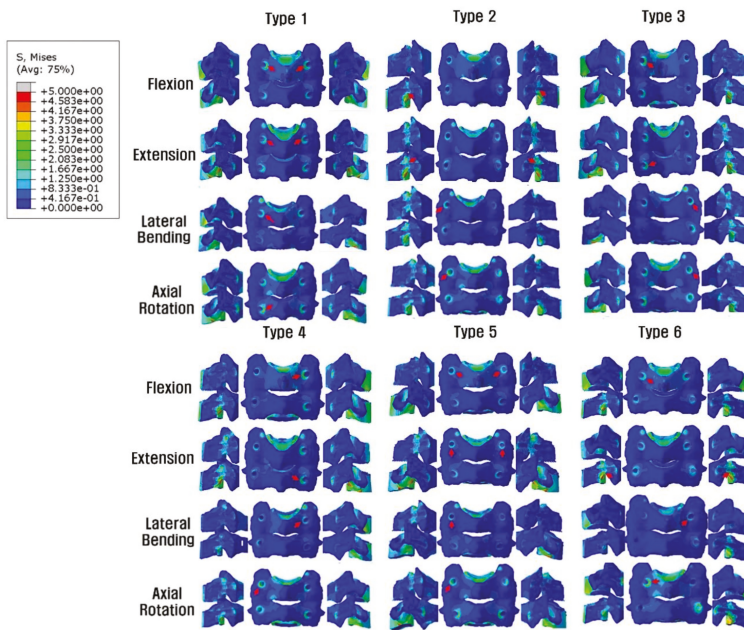 Type 1
Type 2
Type 3
S, Mises
(Avg: 75%)
+5.000e+00
+4.583e+00
+4.167e+00
+3.750e+00
+3.333e+00
+2.917e+00
+2.500e+00
+2.083e+00
+1.667e+00
+1.250e+00
+8.333e-01
+4.167e-01
+0.000e+00
Flexion
Extension
Lateral
Bending
Axial
Rotation
Type 4
Type 5
Type 6
Flexion
Extension
Lateral
Bending
Axial
Rotation